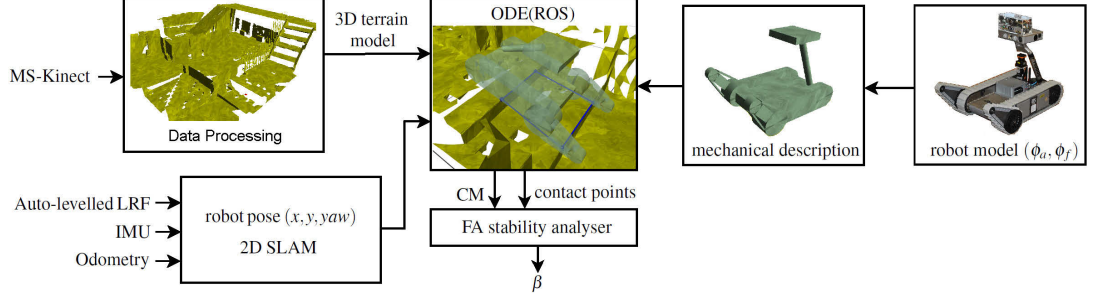 3D terrain
model
ODE(ROS)
MS-Kinect
Data Processing
mechanical description
robot model (ϕ_a, ϕ_f)
CM
contact points
Auto-levelled LRF
IMU
Odometry
robot pose (x, y, yaw)
2D SLAM
FA stability analyser
β